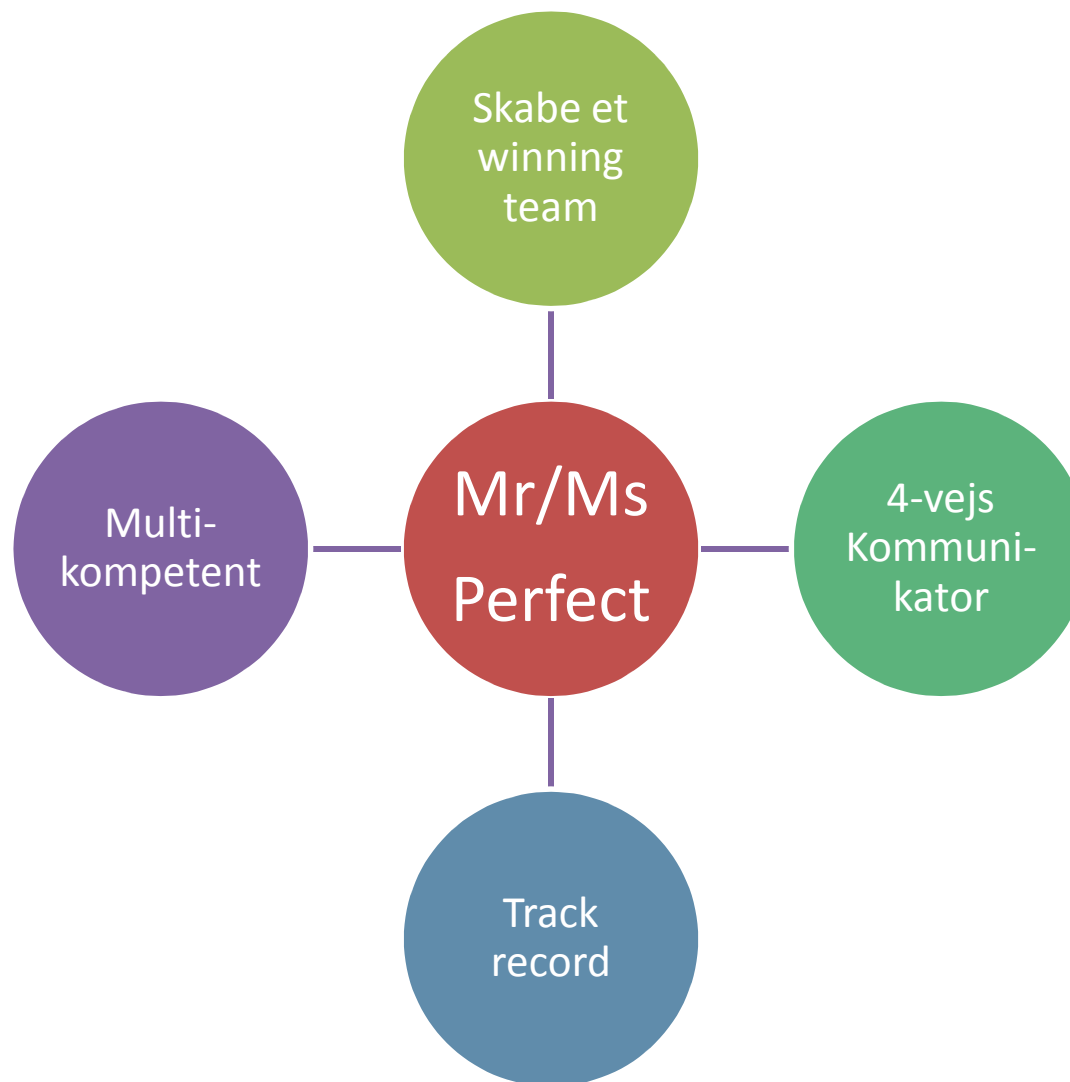 Skabe et
winning
team
Multi-
kompetent
Mr/Ms
Perfect
4-vejs
Kommuni-
kator
Track
record